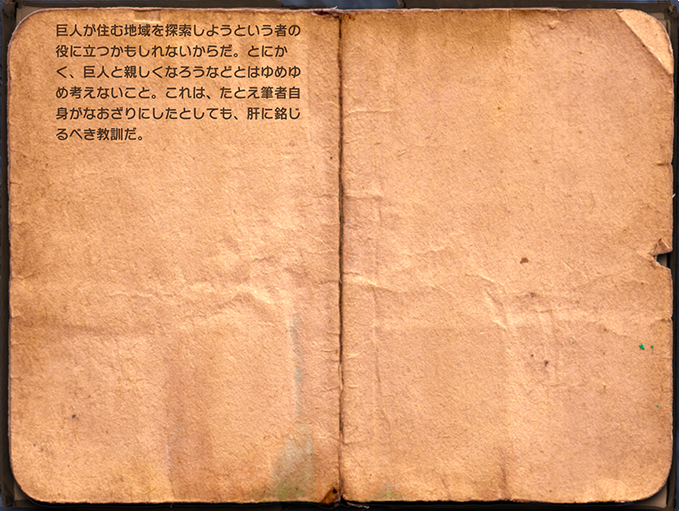 巨人が住む地域を探索しようという者の
役に立つかもしれないからだ。とにか
く、巨人と親しくなろうなどとはゆめゆ
め考えないこと。これは、たとえ筆者自
身がなおざりにしたとしても、肝に銘じ
るべき教訓だ。